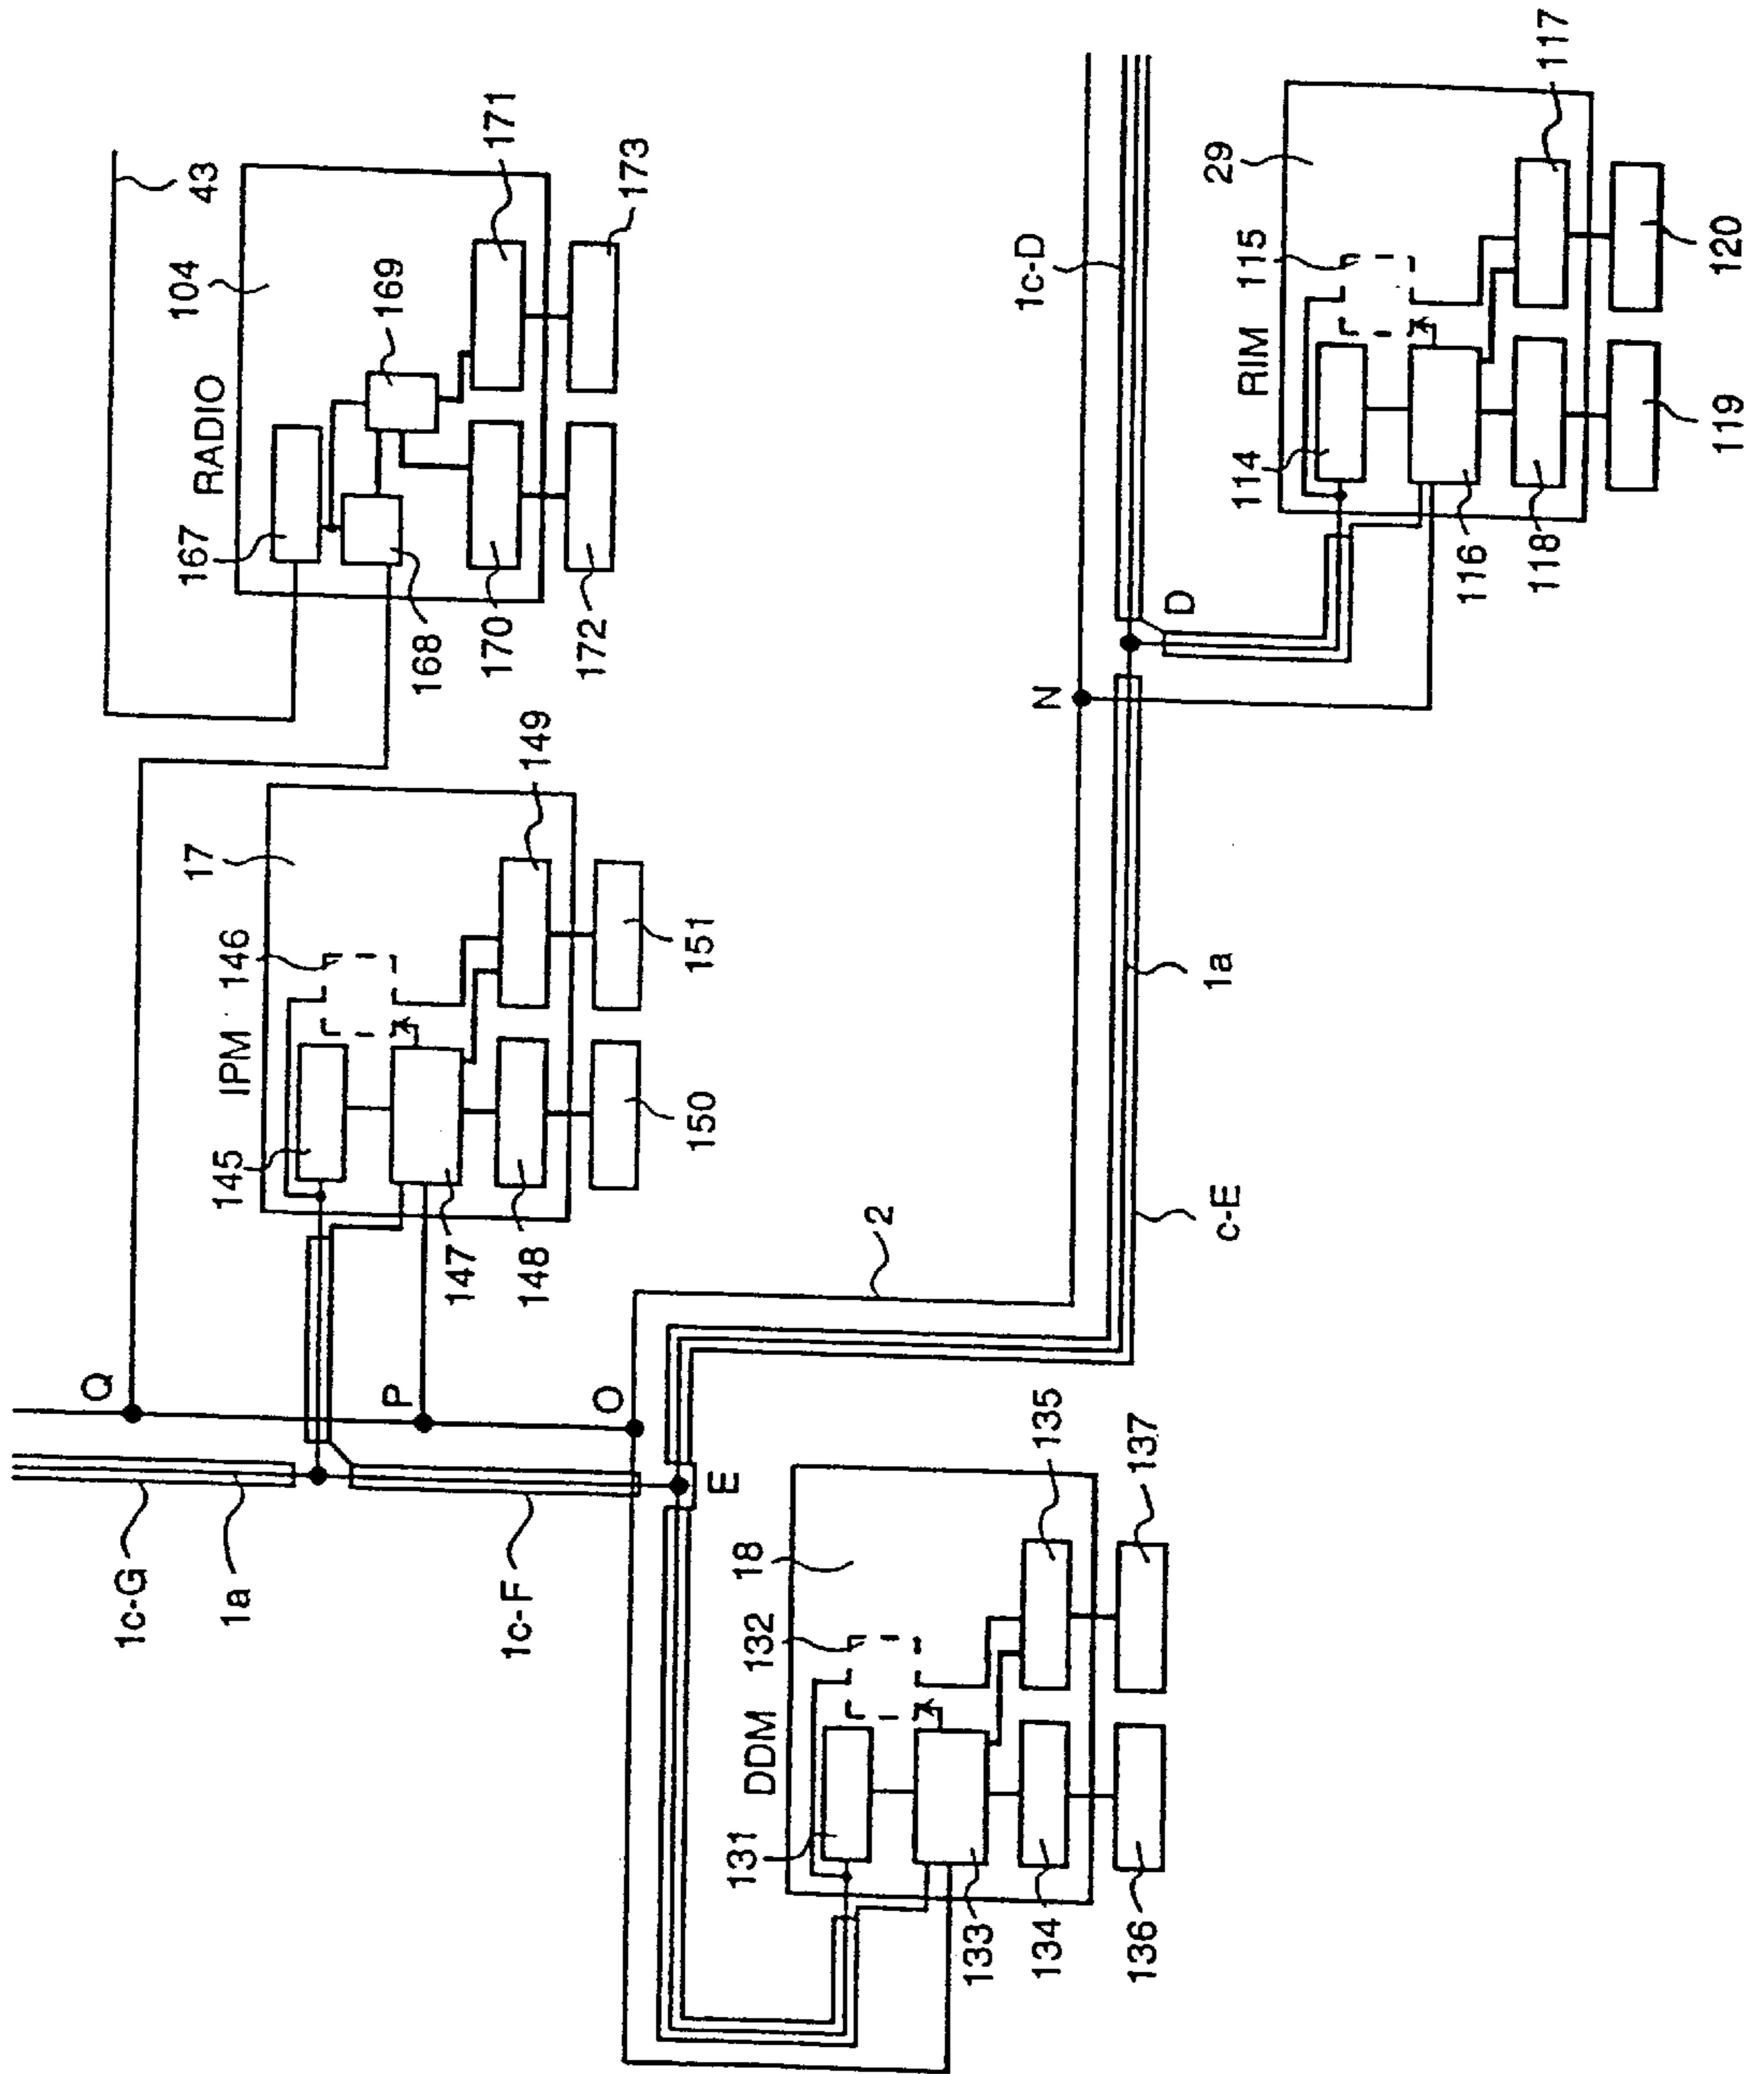 43
104
RADIO
167
169
171
173
168
170
172
17
IPM
146
145
149
151
147
148
150
Q
P
O
1c-G
1a
1c-F
E
2
DDM
132
18
131
135
137
133
134
136
1c-D
N
D
1a
c-E
RIM
115
29
114
117
116
118
119
120